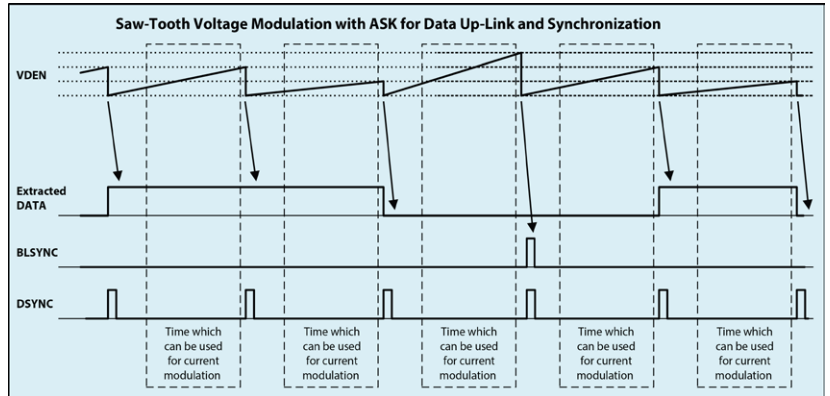 Saw-Tooth Voltage Modulation with ASK for Data Up-Link and Synchronization
VDEN
Extracted
DATA
BLSYNC
DSYNC
Time which
can be used
for current
modulation
Time which
can be used
for current
modulation
Time which
can be used
for current
modulation
Time which
can be used
for current
modulation
Time which
can be used
for current
modulation